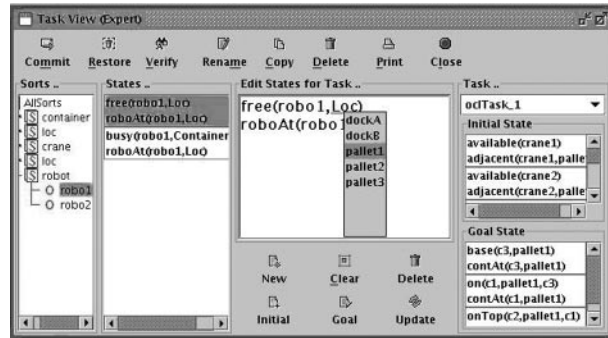 Task View (Expert)
Commit Restore Verify Rename Copy Delete Print Close
Sorts ..
AllSorts
container
loc
crane
loc
robot
robo1
robo2
States ..
free(robo1,Loc)
roboAt(robo1,Loc)
busy(robo1,Container
roboAt(robo1,Loc)
Edit States for Task ..
free(robo1,Loc)
roboAt(robo1
dockA
dockB
pallet1
pallet2
pallet3
New Clear Delete
Initial Goal Update
Task ..
oclTask_1
Initial State
available(crane1)
adjacent(crane1,palle
available(crane2)
adjacent(crane2,palle
Goal State
base(c3,pallet1)
contAt(c3,pallet1)
on(c1,pallet1,c3)
contAt(c1,pallet1)
onTop(c2,pallet1,c1)